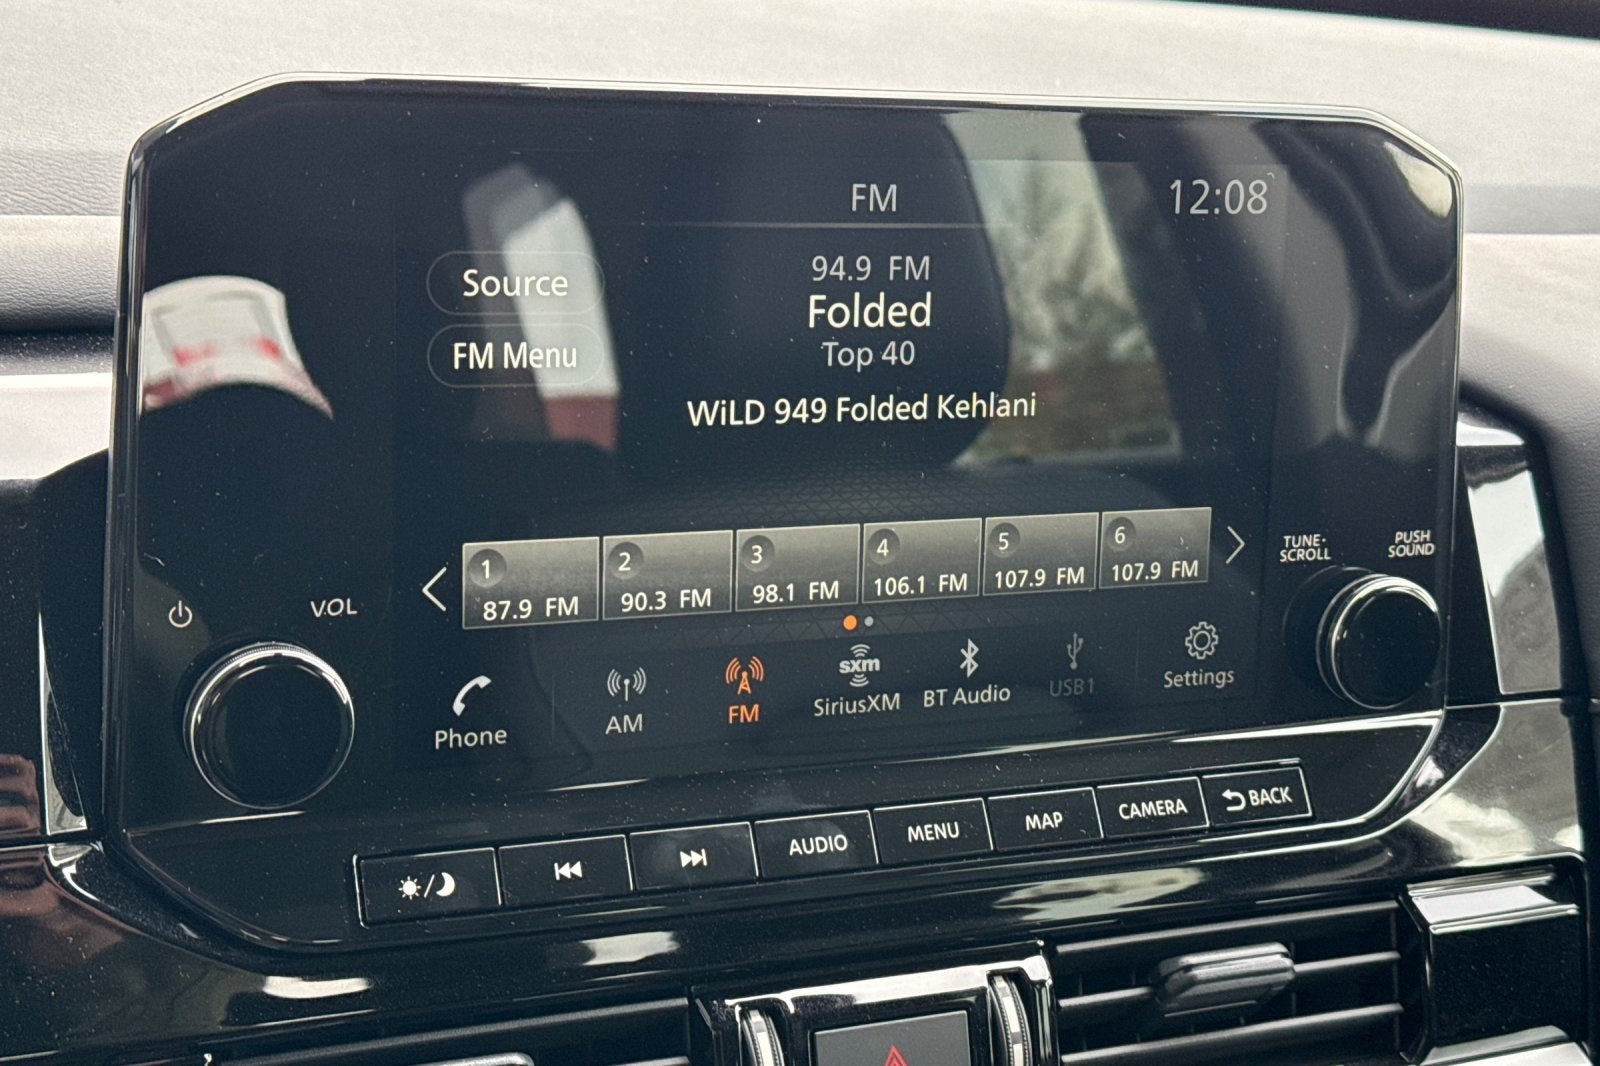 FM
12:08
Source
94.9 FM
Folded
FM Menu
Top 40
WiLD 949 Folded Kehlani
TUNE·
SCROLL
PUSH
SOUND
VOL
1
87.9 FM
2
90.3 FM
3
98.1 FM
4
106.1 FM
5
107.9 FM
6
107.9 FM
Phone
AM
FM
sxm
SiriusXM
BT Audio
USB1
Settings
AUDIO
MENU
MAP
CAMERA
BACK